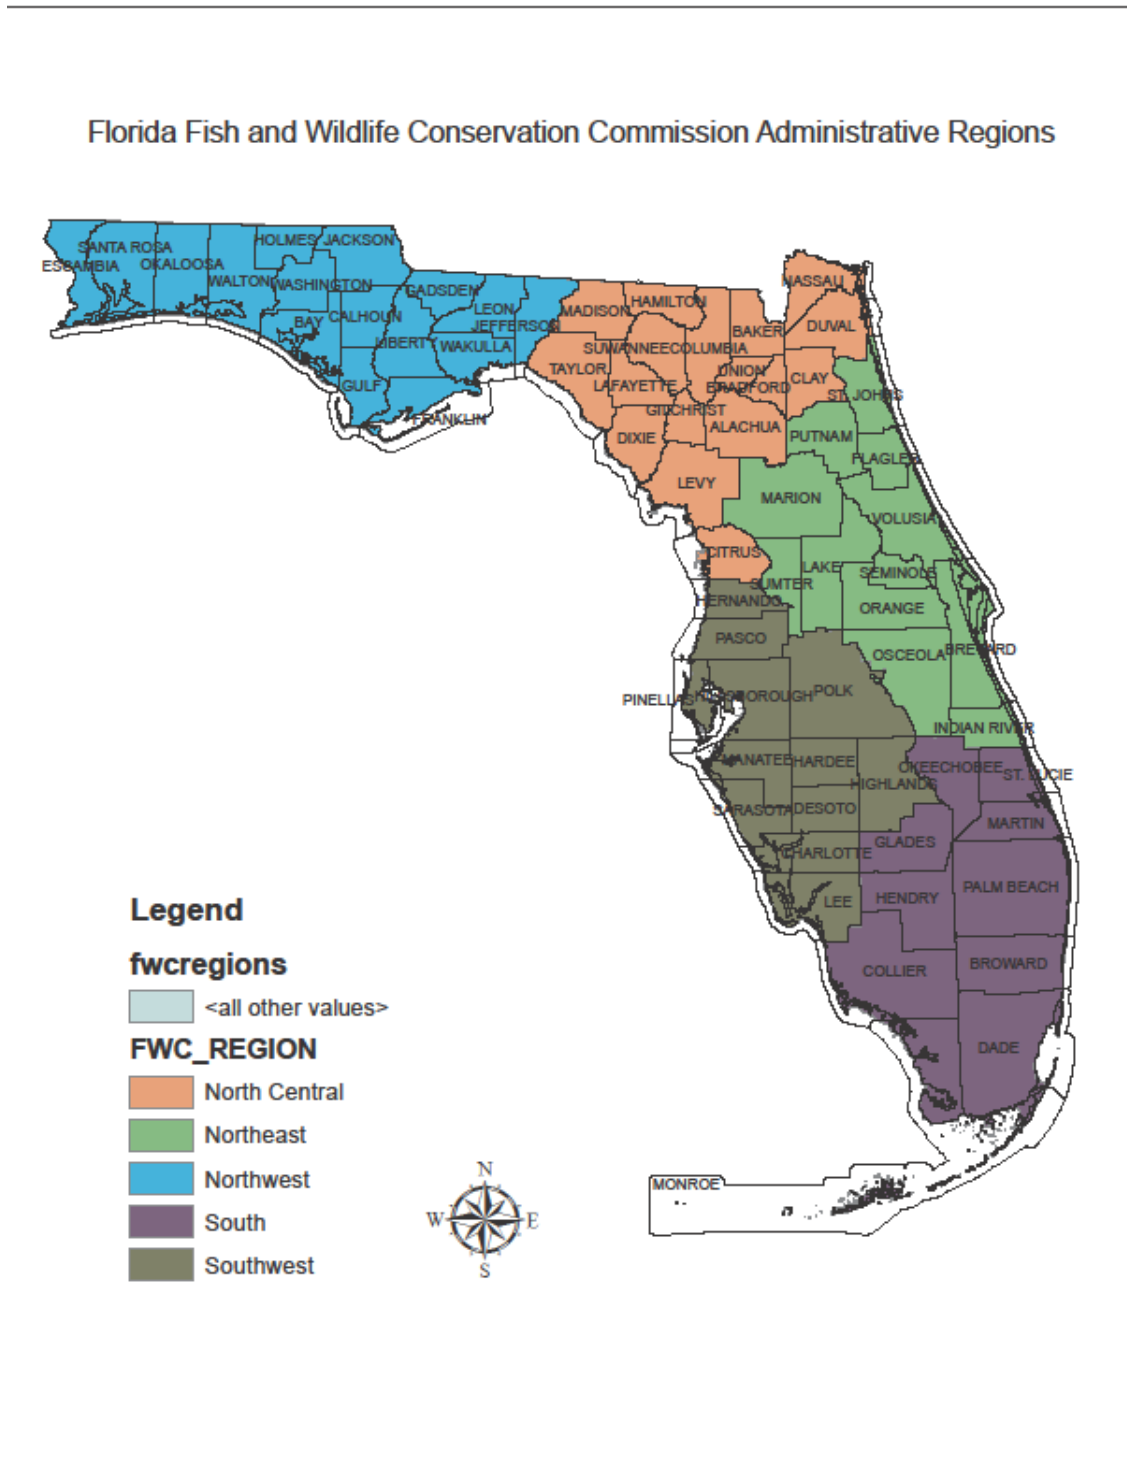 Florida Fish and Wildlife Conservation Commission Administrative Regions
HOLMES JACKSON
SANTA ROSA
ESCAMBIA OKALOOSA
WALTON WASHINGTON
GADSDEN
LEON
BAY CALHOUN
JEFFERSON
LIBERTY WAKULLA
GULF
FRANKLIN
NASSAU
HAMILTON
MADISON
BAKER DUVAL
SUWANNEE COLUMBIA
TAYLOR UNION
LAFAYETTE BRADFORD CLAY
ST. JOHNS
GILCHRIST
DIXIE ALACHUA PUTNAM
FLAGLER
LEVY
MARION
VOLUSIA
CITRUS
LAKE SEMINOLE
SUMTER
HERNANDO ORANGE
PASCO
OSCEOLA BREVARD
PINELLAS HILLSBOROUGH POLK
INDIAN RIVER
MANATEE HARDEE OKEECHOBEE ST. LUCIE
HIGHLANDS
SARASOTA DESOTO
MARTIN
CHARLOTTE GLADES
PALM BEACH
LEE HENDRY
COLLIER BROWARD
DADE
MONROE
Legend
fwcregions
<all other values>
FWC_REGION
North Central
Northeast
Northwest
South
Southwest
N
W E
S